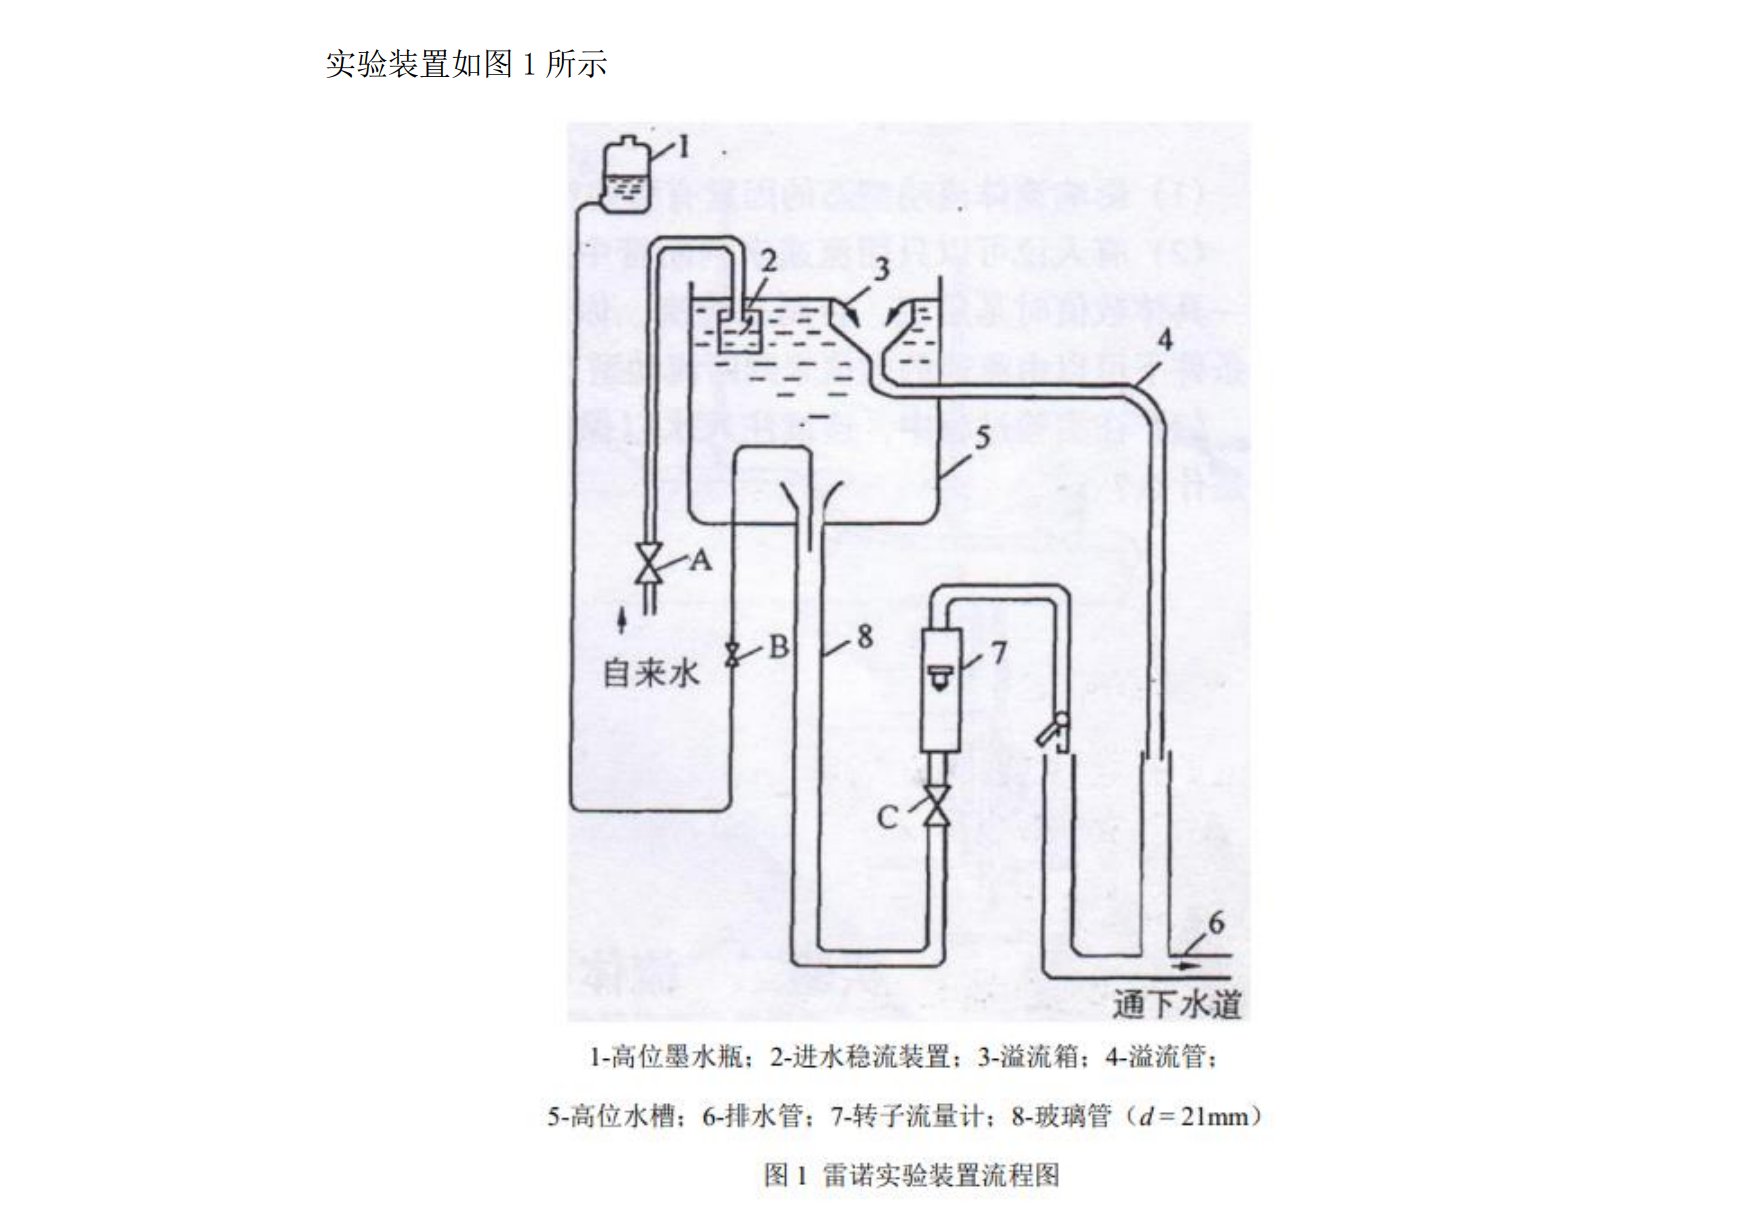 实验装置如图 1 所示
1
2
3
4
5
A
B
8
自来水
7
C
6
通下水道
1-高位墨水瓶；2-进水稳流装置；3-溢流箱；4-溢流管；
5-高位水槽；6-排水管；7-转子流量计；8-玻璃管（d = 21mm）
图 1 雷诺实验装置流程图